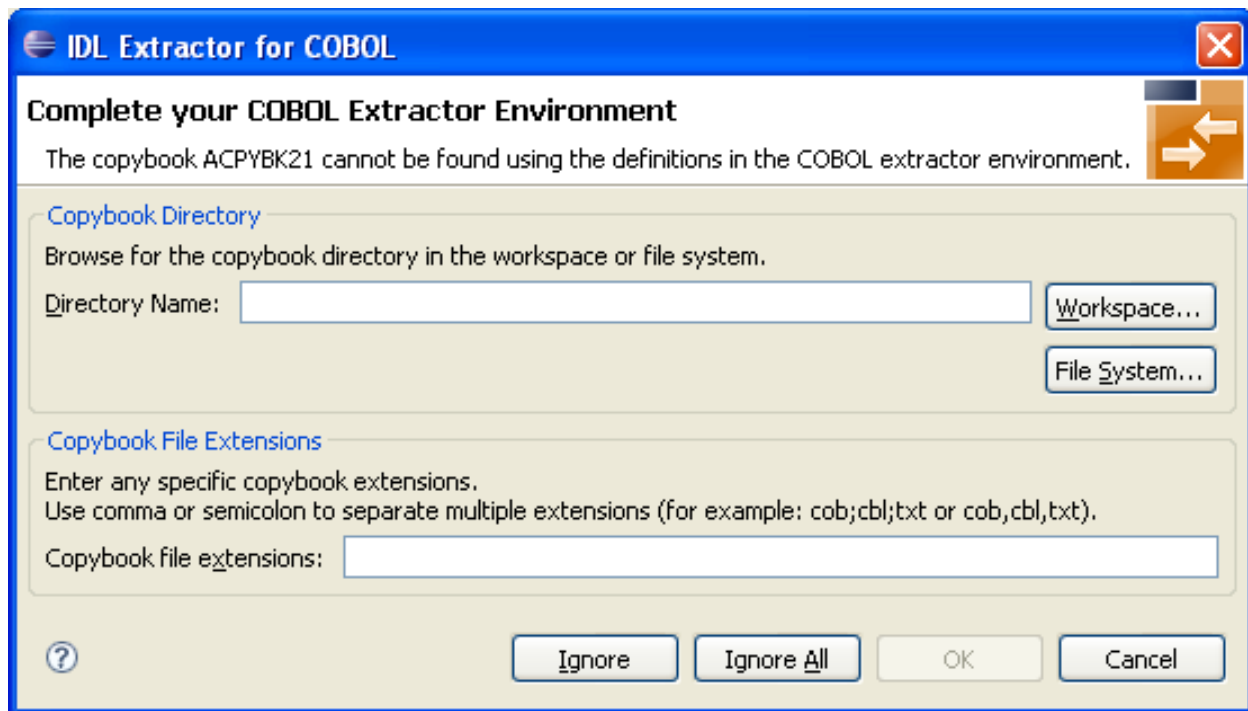 IDL Extractor for COBOL
Complete your COBOL Extractor Environment
The copybook ACPYBK21 cannot be found using the definitions in the COBOL extractor environment.
Copybook Directory
Browse for the copybook directory in the workspace or file system.
Directory Name:
Workspace...
File System...
Copybook File Extensions
Enter any specific copybook extensions.
Use comma or semicolon to separate multiple extensions (for example: cob;cbl;txt or cob,cbl,txt).
Copybook file extensions:
? Ignore Ignore All OK Cancel